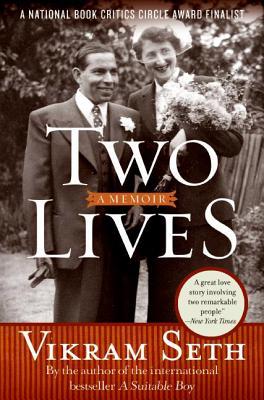 A NATIONAL BOOK CRITICS CIRCLE AWARD FINALIST
TWO
A MEMOIR
LIVES
A great love
story involving
two remarkable
people"
—New York Times
VIKRAM SETH
By the author of the international
bestseller A Suitable Boy